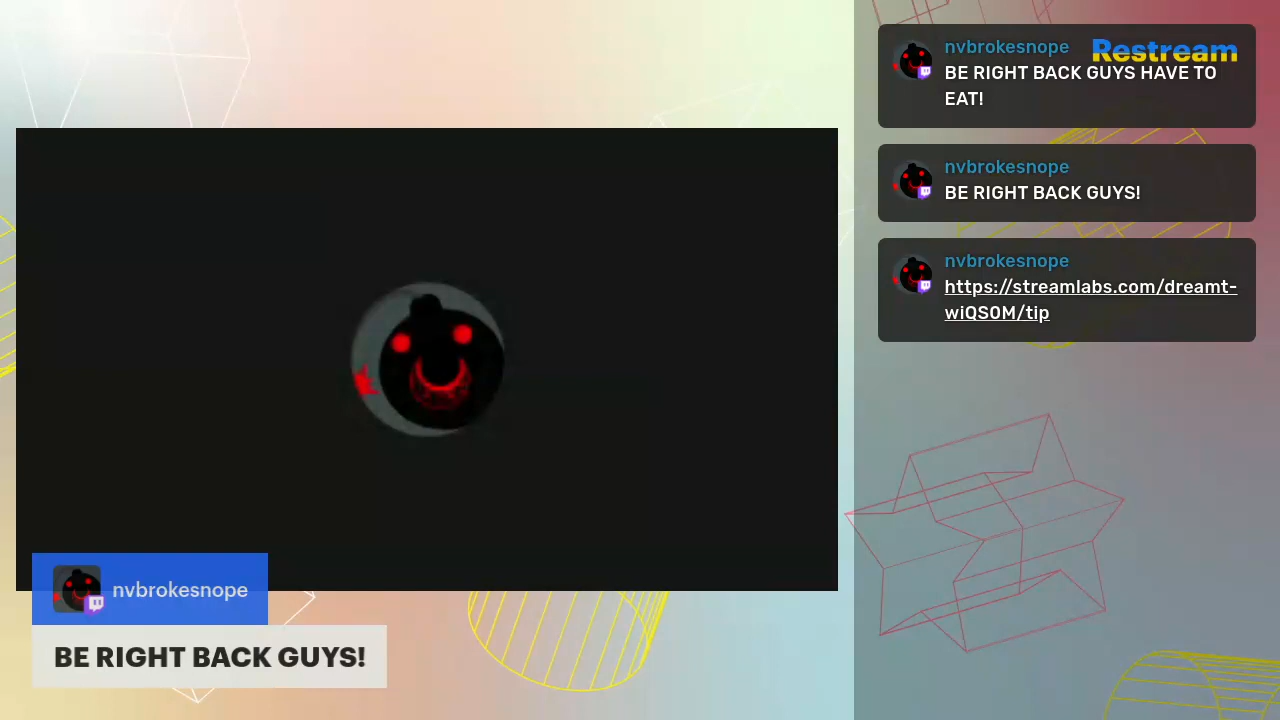 nvbrokesnope
BE RIGHT BACK GUYS!
nvbrokesnope
Restream
BE RIGHT BACK GUYS HAVE TO
EAT!
nvbrokesnope
BE RIGHT BACK GUYS!
nvbrokesnope
https://streamlabs.com/dreamt-
wiQS0M/tip